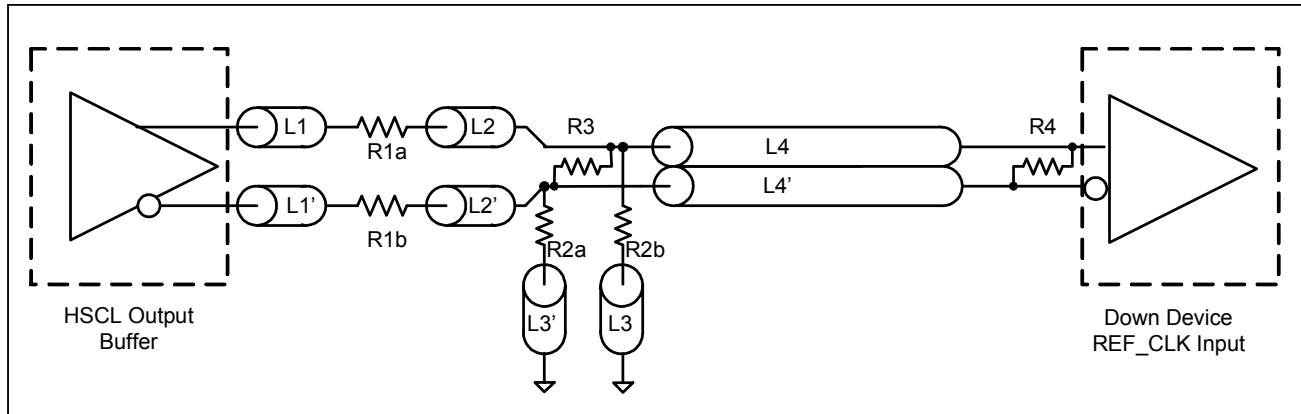 L1
R1a
L2
R3
L4
R4
L1'
R1b
L2'
L4'
R2a
R2b
L3'
L3
HSCL Output
Buffer
Down Device
REF_CLK Input